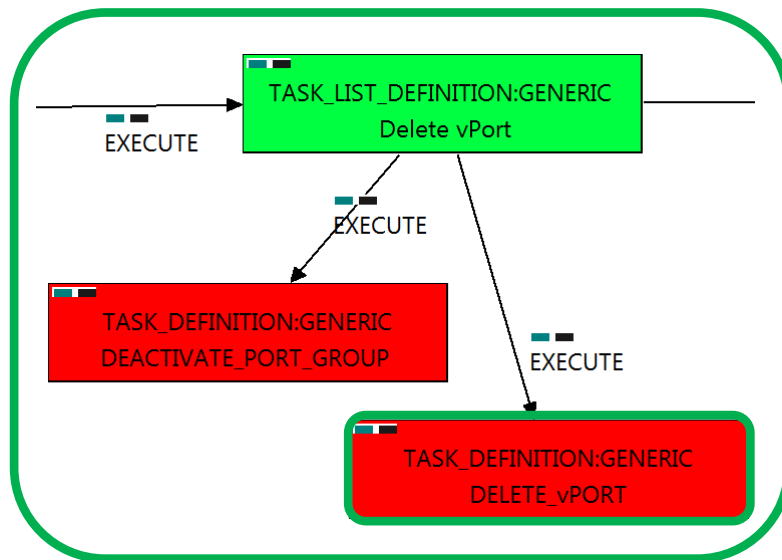 TASK_LIST_DEFINITION:GENERIC
Delete vPort
EXECUTE
EXECUTE
TASK_DEFINITION:GENERIC
DEACTIVATE_PORT_GROUP
EXECUTE
TASK_DEFINITION:GENERIC
DELETE_vPORT